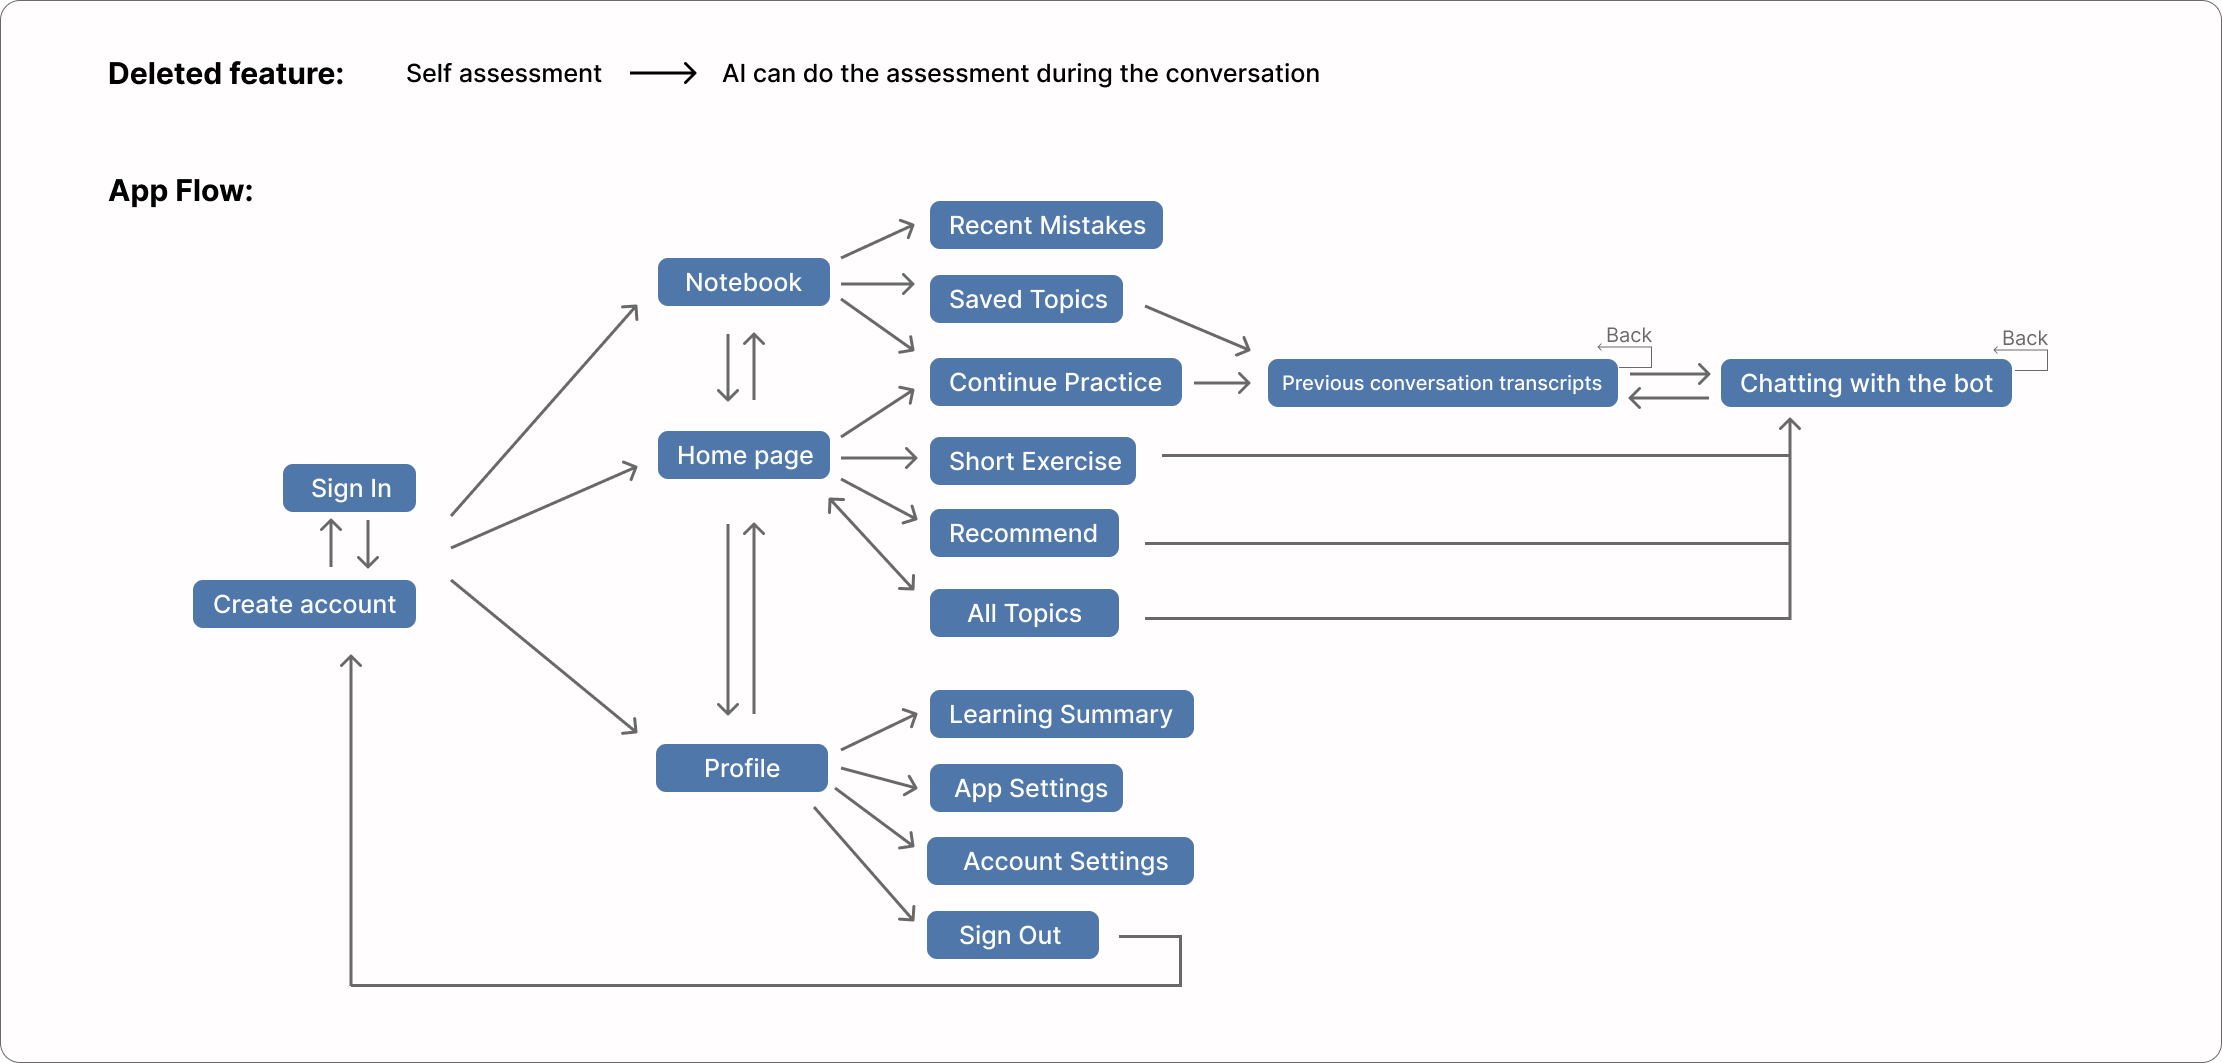 Deleted feature: Self assessment AI can do the assessment during the conversation
App Flow:
Recent Mistakes
Notebook
Saved Topics
Back
Back
Continue Practice
Previous conversation transcripts
Chatting with the bot
Home page
Short Exercise
Sign In
Recommend
Create account
All Topics
Learning Summary
Profile
App Settings
Account Settings
Sign Out